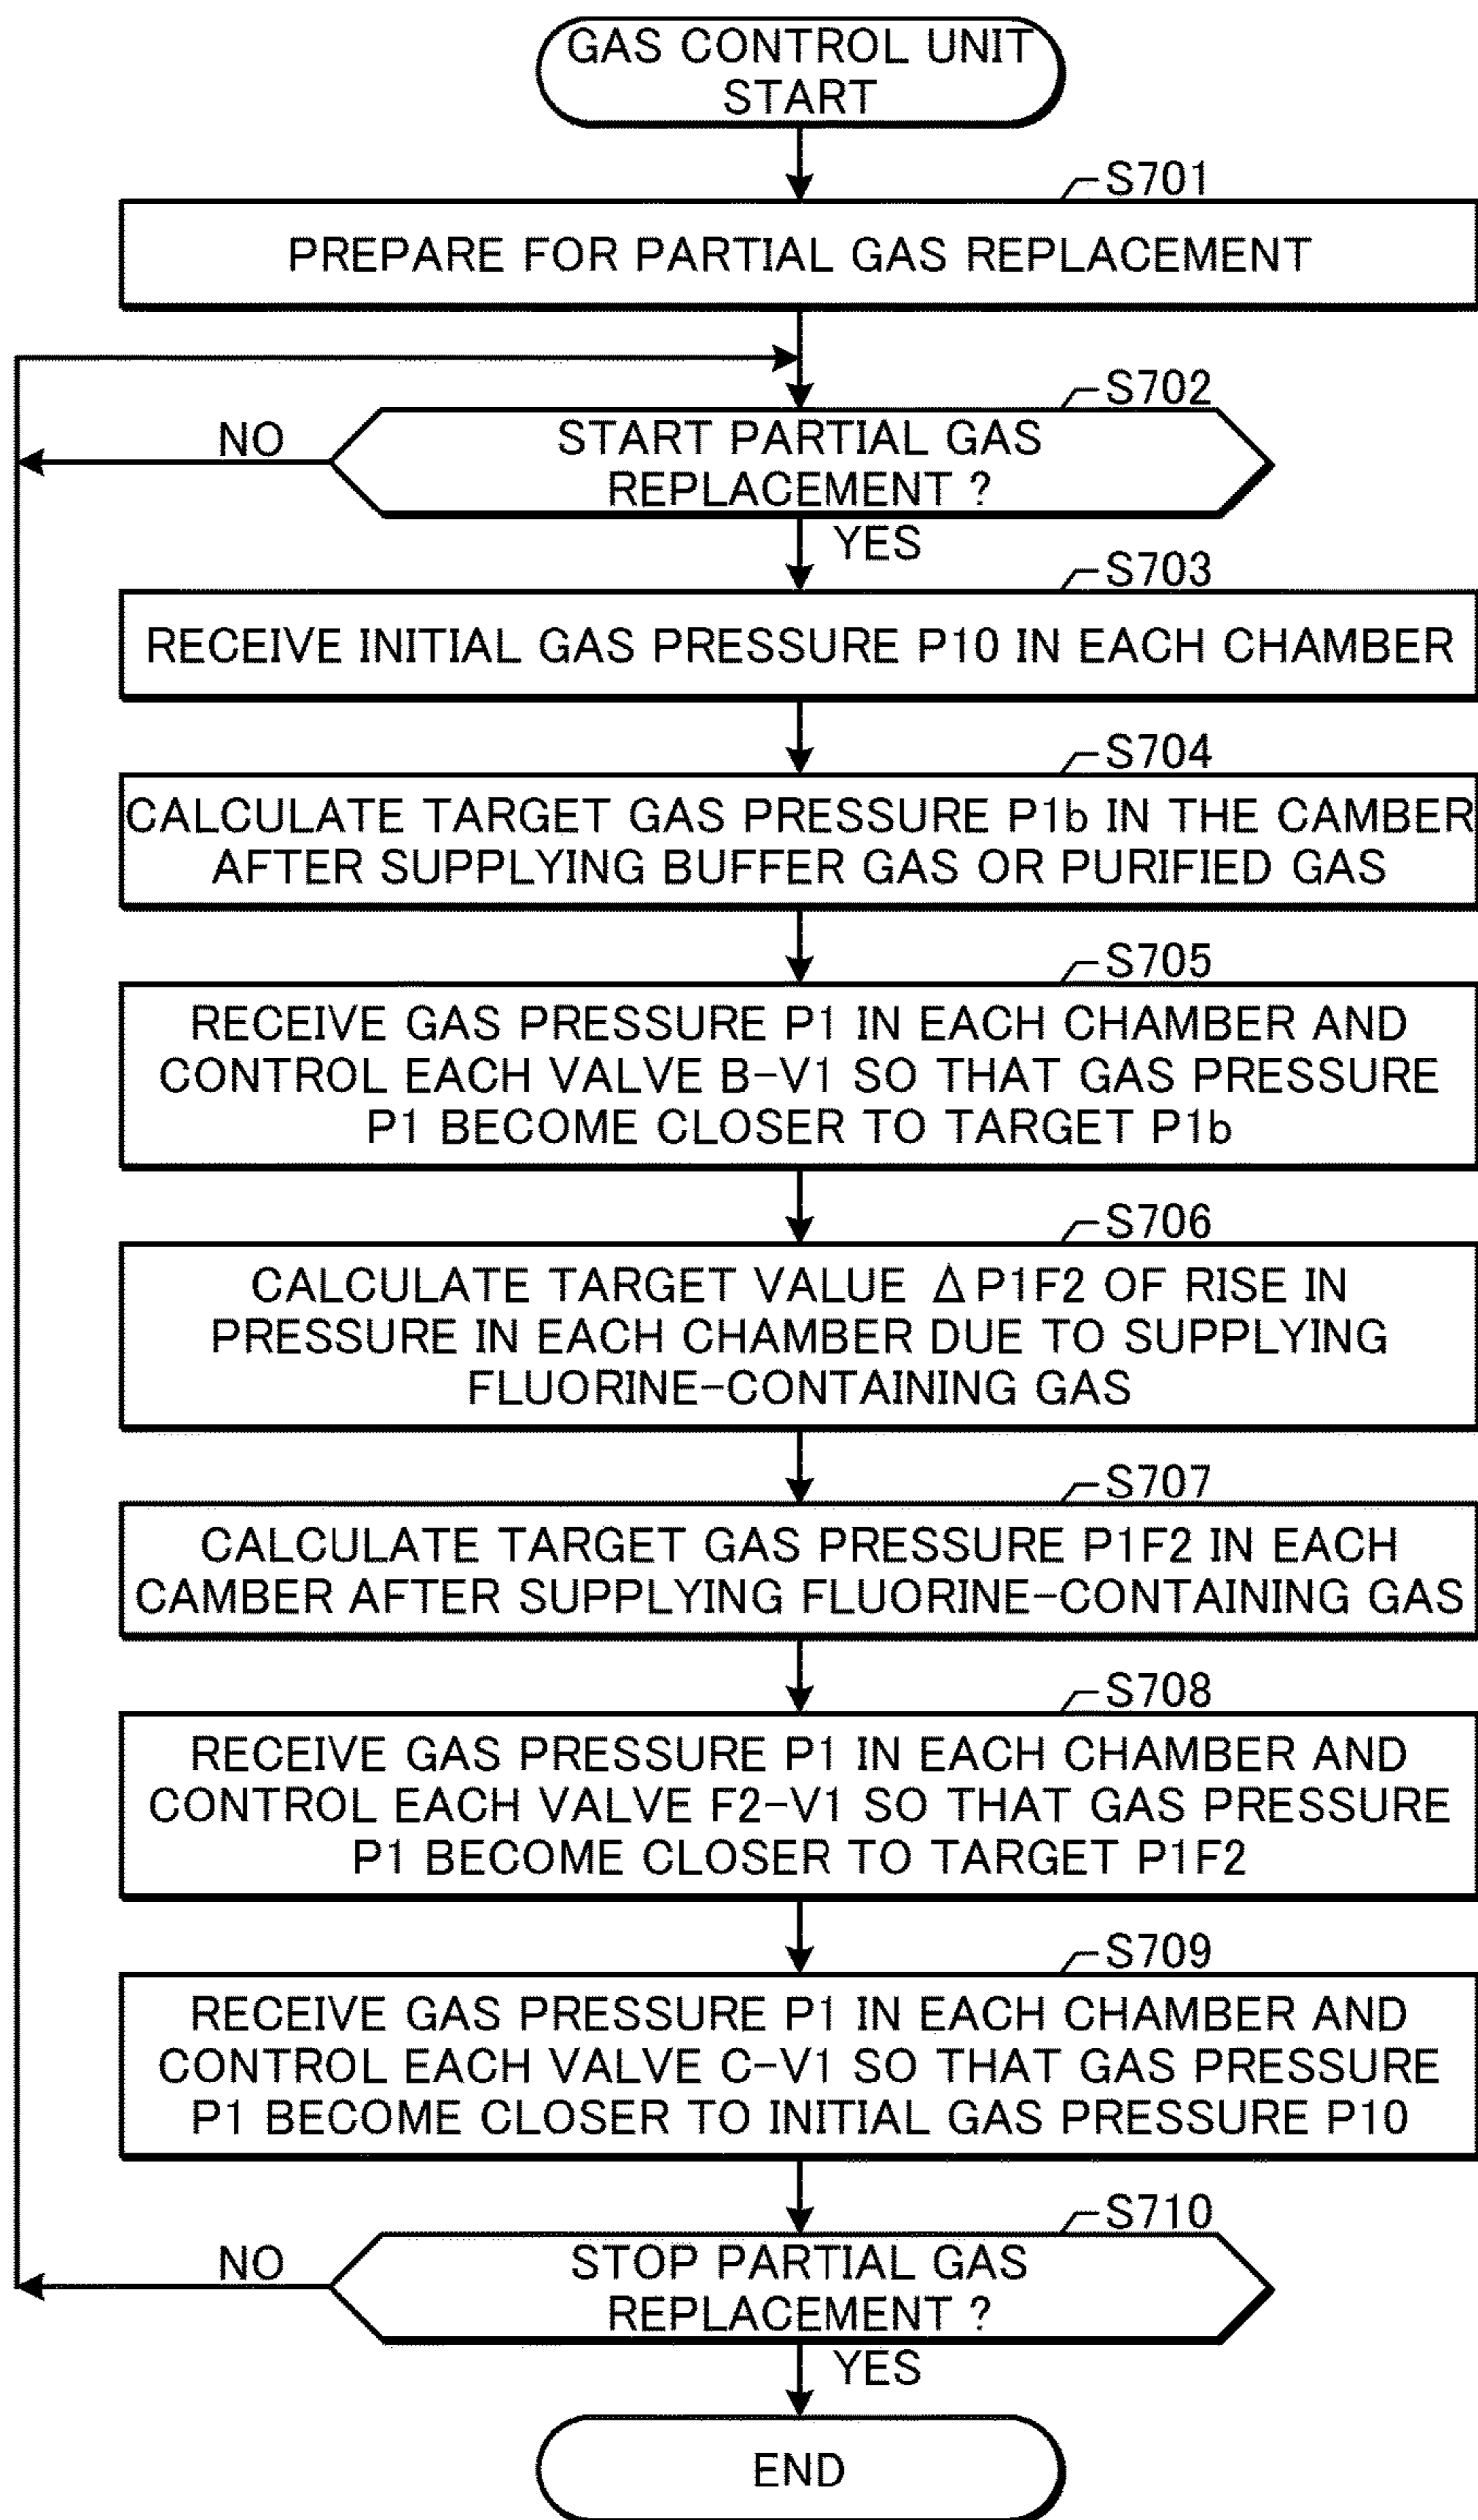 GAS CONTROL UNIT
START
S701
PREPARE FOR PARTIAL GAS REPLACEMENT
S702
NO
START PARTIAL GAS
REPLACEMENT ?
YES
S703
RECEIVE INITIAL GAS PRESSURE P10 IN EACH CHAMBER
S704
CALCULATE TARGET GAS PRESSURE P1b IN THE CAMBER
AFTER SUPPLYING BUFFER GAS OR PURIFIED GAS
S705
RECEIVE GAS PRESSURE P1 IN EACH CHAMBER AND
CONTROL EACH VALVE B-V1 SO THAT GAS PRESSURE
P1 BECOME CLOSER TO TARGET P1b
S706
CALCULATE TARGET VALUE ΔP1F2 OF RISE IN
PRESSURE IN EACH CHAMBER DUE TO SUPPLYING
FLUORINE-CONTAINING GAS
S707
CALCULATE TARGET GAS PRESSURE P1F2 IN EACH
CAMBER AFTER SUPPLYING FLUORINE-CONTAINING GAS
S708
RECEIVE GAS PRESSURE P1 IN EACH CHAMBER AND
CONTROL EACH VALVE F2-V1 SO THAT GAS PRESSURE
P1 BECOME CLOSER TO TARGET P1F2
S709
RECEIVE GAS PRESSURE P1 IN EACH CHAMBER AND
CONTROL EACH VALVE C-V1 SO THAT GAS PRESSURE
P1 BECOME CLOSER TO INITIAL GAS PRESSURE P10
S710
NO
STOP PARTIAL GAS
REPLACEMENT ?
YES
END